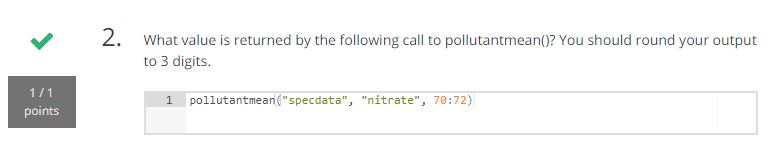 2.
What value is returned by the following call to pollutantmean()? You should round your output
to 3 digits.
1 / 1
points
1 pollutantmean("specdata", "nitrate", 70:72)